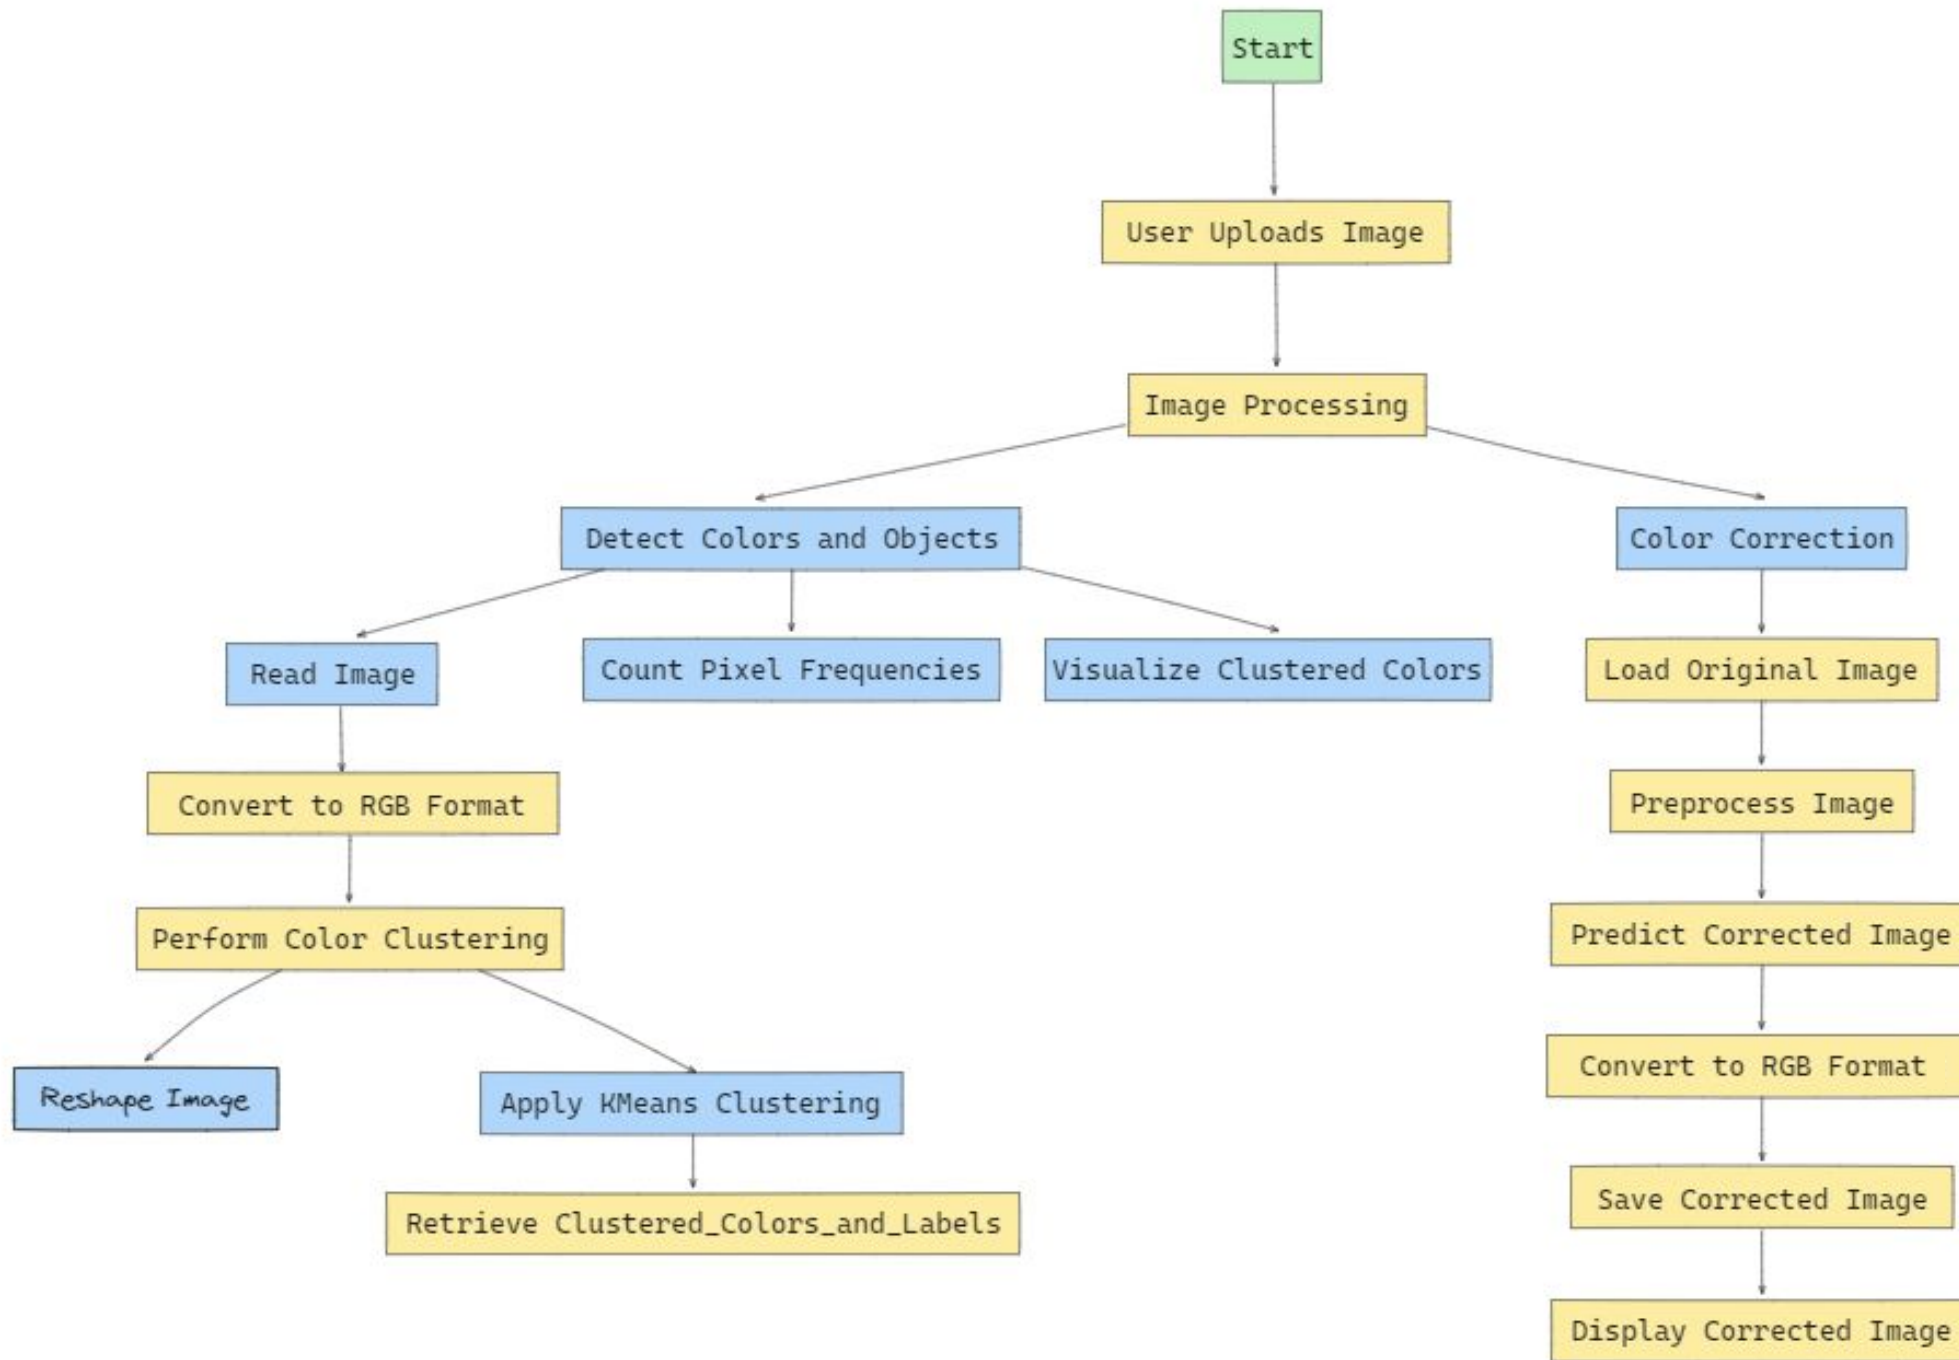 Start
User Uploads Image
Image Processing
Detect Colors and Objects
Color Correction
Read Image
Count Pixel Frequencies
Visualize Clustered Colors
Load Original Image
Convert to RGB Format
Preprocess Image
Perform Color Clustering
Predict Corrected Image
Convert to RGB Format
Reshape Image
Apply KMeans Clustering
Save Corrected Image
Retrieve Clustered_Colors_and_Labels
Display Corrected Image